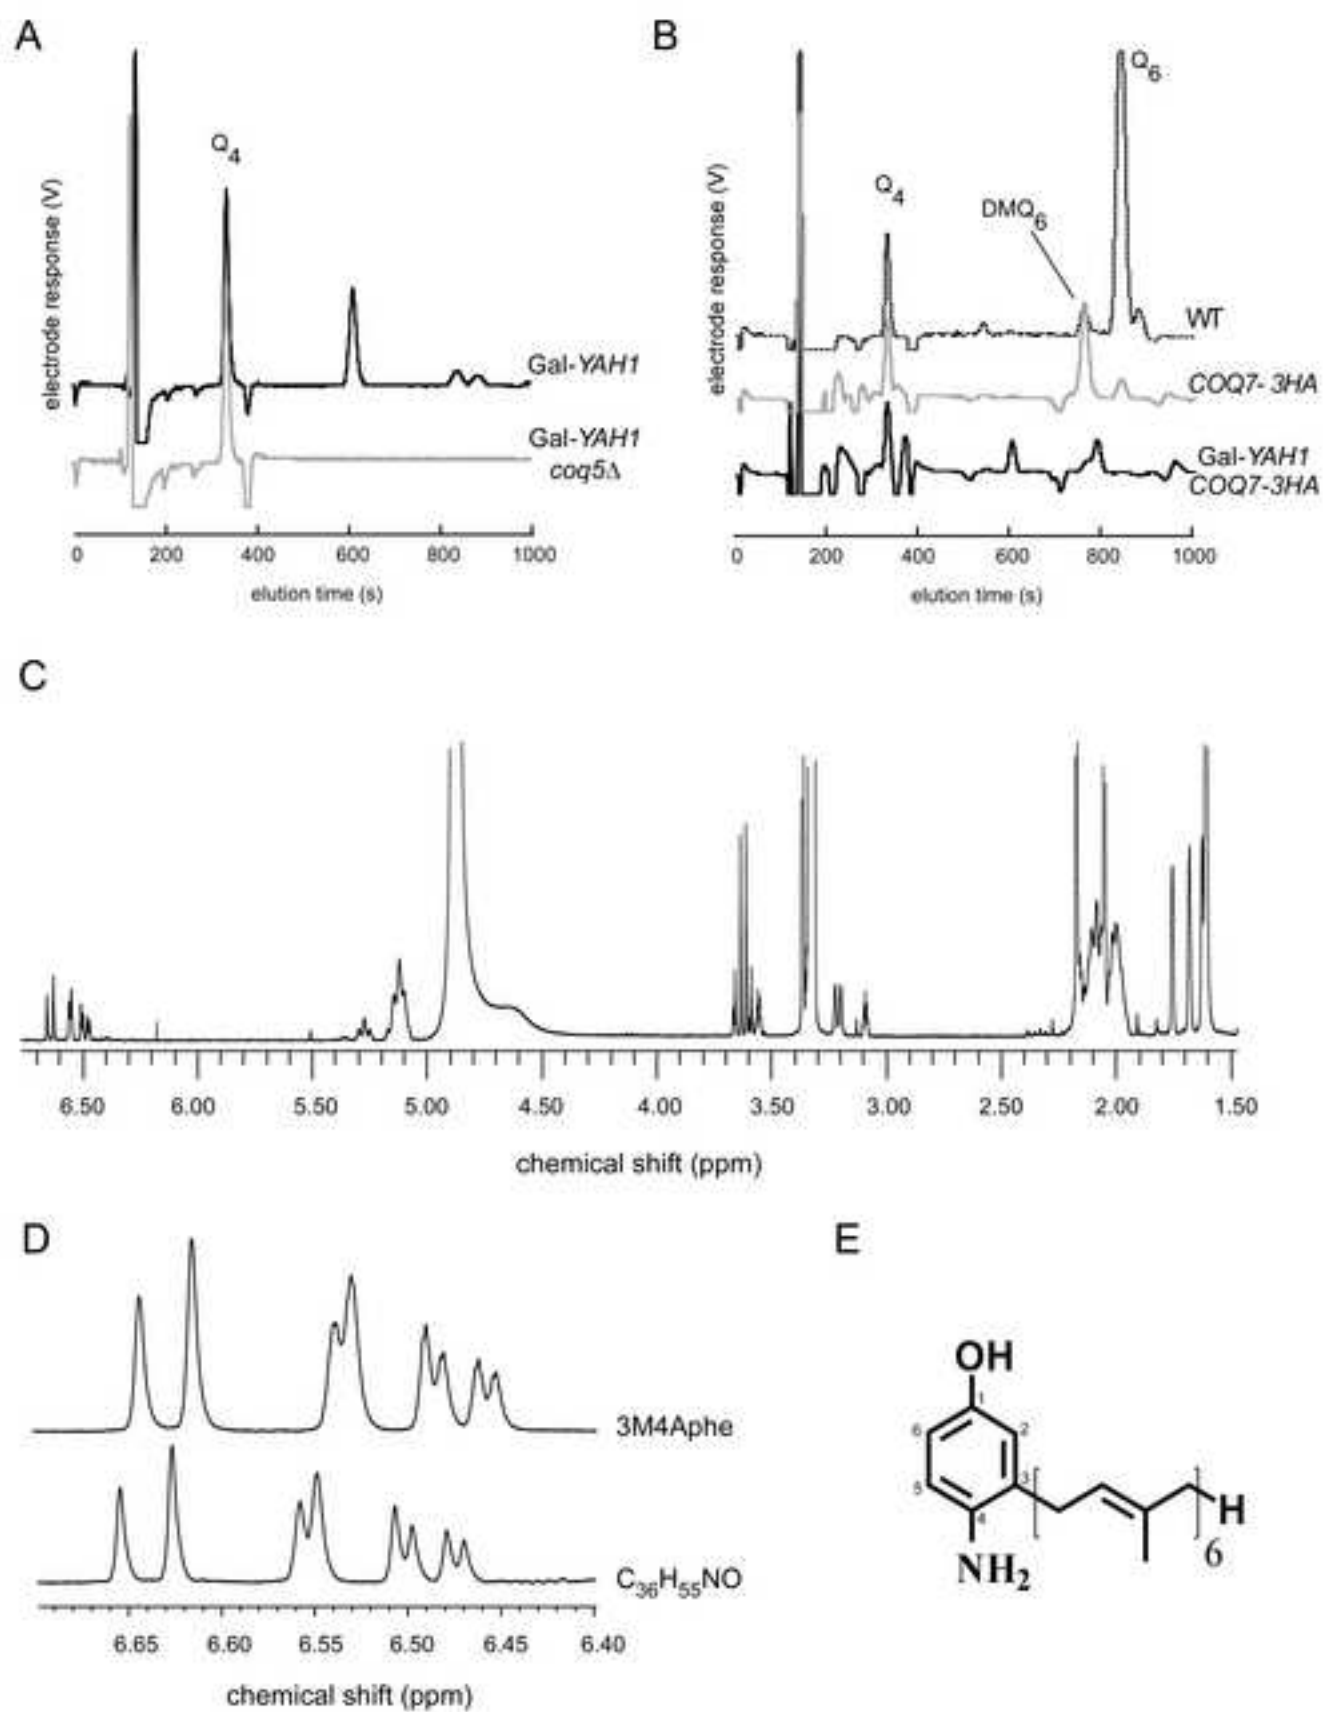 A
B
Q6
Q4
Q4
DMQ6
electrode response (V)
electrode response (V)
WT
Gal-YAH1
COQ7-3HA
Gal-YAH1
coq5Δ
Gal-YAH1
COQ7-3HA
0 200 400 600 800 1000
0 200 400 600 800 1000
elution time (s)
elution time (s)
C
6.50 6.00 5.50 5.00 4.50 4.00 3.50 3.00 2.50 2.00 1.50
chemical shift (ppm)
D
E
3M4Aphe
C36H55NO
6.65 6.60 6.55 6.50 6.45 6.40
chemical shift (ppm)
OH
1
6
2
5
3
4
H
6
NH2